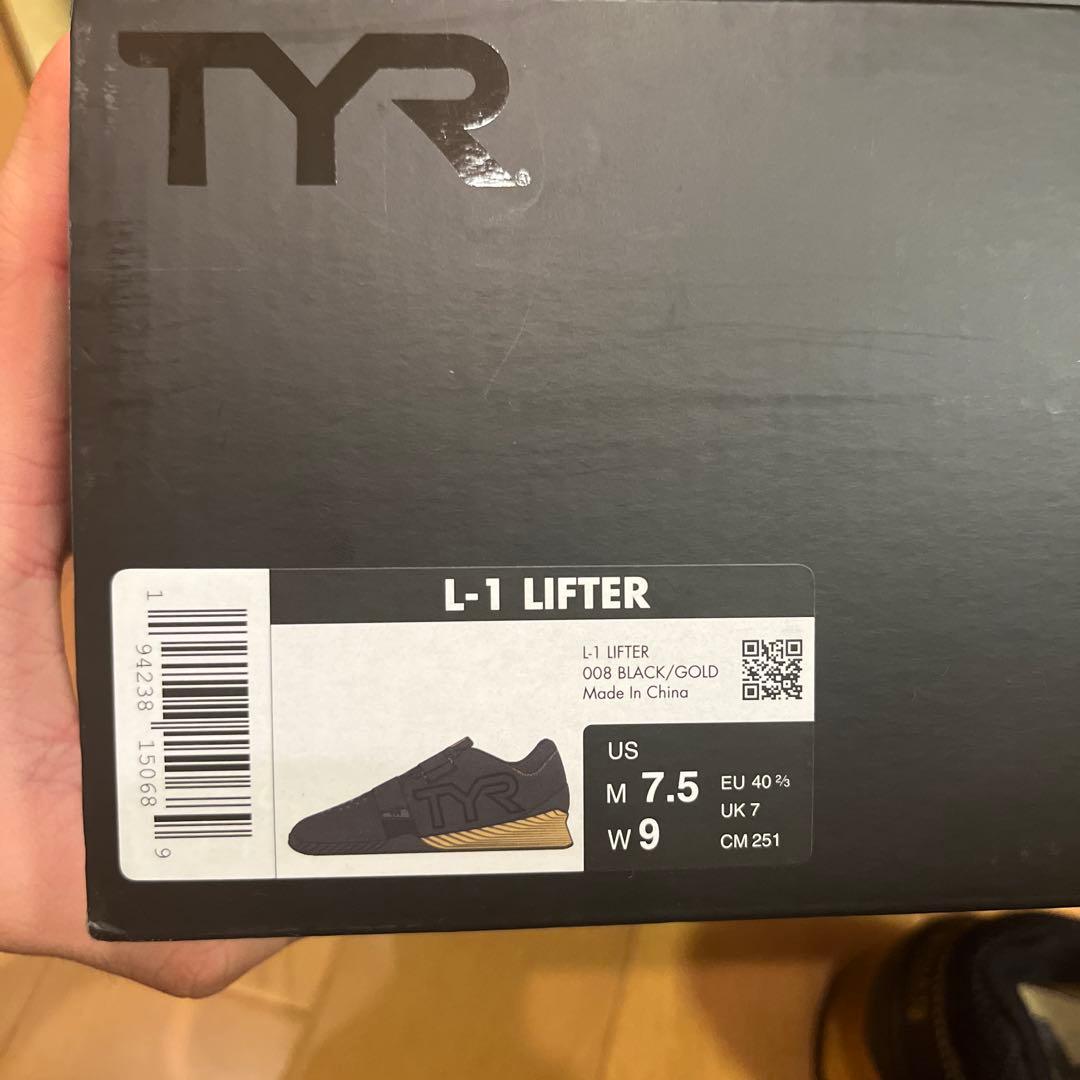 TYR®
L-1 LIFTER
L-1 LIFTER
008 BLACK/GOLD
Made In China
TYR
US
M 7.5
W 9
EU 40 ⅔
UK 7
CM 251
1 94238 15068 9